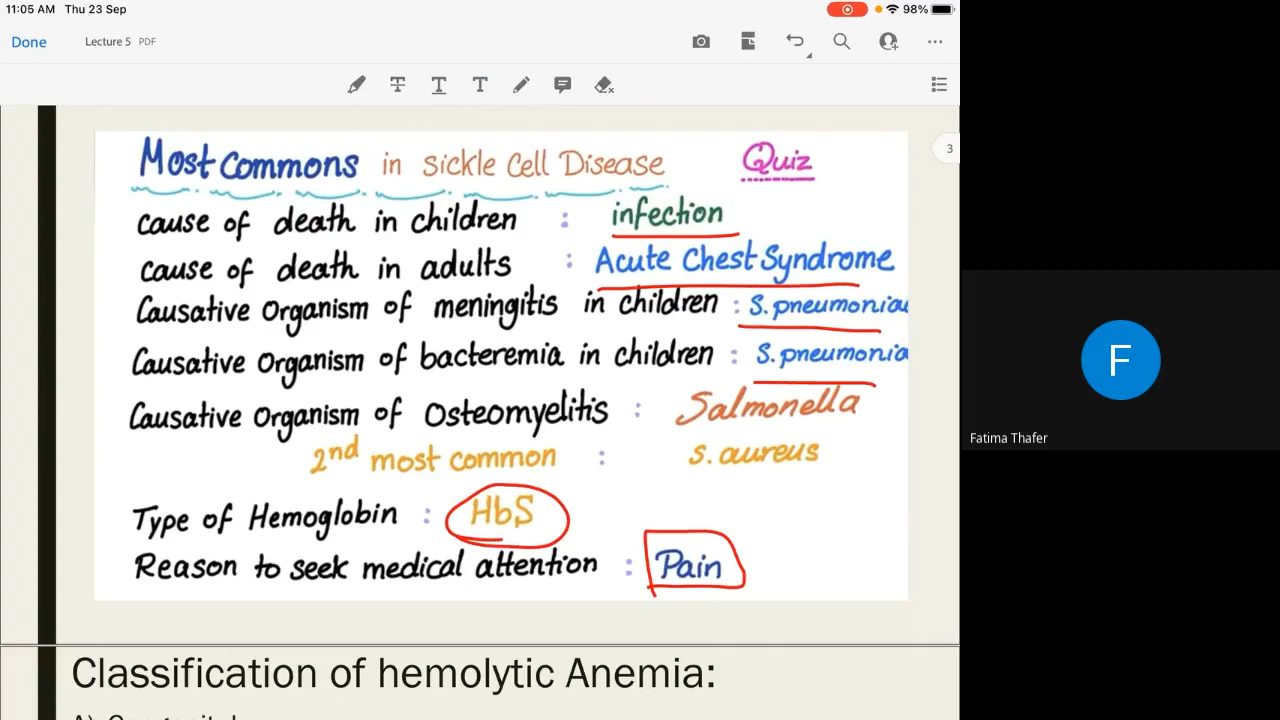 11:05 AM Thu 23 Sep
98%
Done
Lecture 5 PDF
3
Most Commons in Sickle Cell Disease Quiz
cause of death in children : infection
cause of death in adults : Acute Chest Syndrome
Causative Organism of meningitis in children : S. pneumoniae
Causative Organism of bacteremia in children : S. pneumonia
Causative Organism of Osteomyelitis : Salmonella
2nd most common : S. aureus
Type of Hemoglobin : HbS
Reason to seek medical attention : Pain
Classification of hemolytic Anemia:
A) Congenital
F
Fatima Thafer